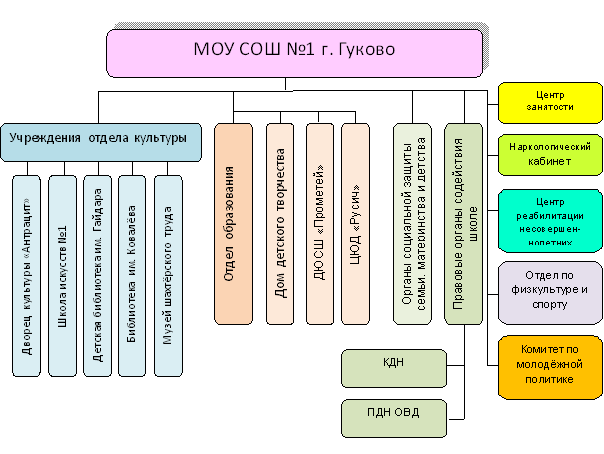 МОУ СОШ №1 г. Гуково
Учреждения отдела культуры
Дворец культуры «Антрацит»
Школа искусств №1
Детская библиотека им. Гайдара
Библиотека им. Ковалёва
Музей шахтёрского труда
Отдел образования
Дом детского творчества
ДЮСШ «Прометей»
ЦЮД «Русич»
Органы социальной защиты
семьи, материнства и детства
Правовые органы содействия
школе
КДН
ПДН ОВД
Центр
занятости
Наркологический
кабинет
Центр
реабилитации
несовершен-
нолетних
Отдел по
физкультуре и
спорту
Комитет по
молодёжной
политике